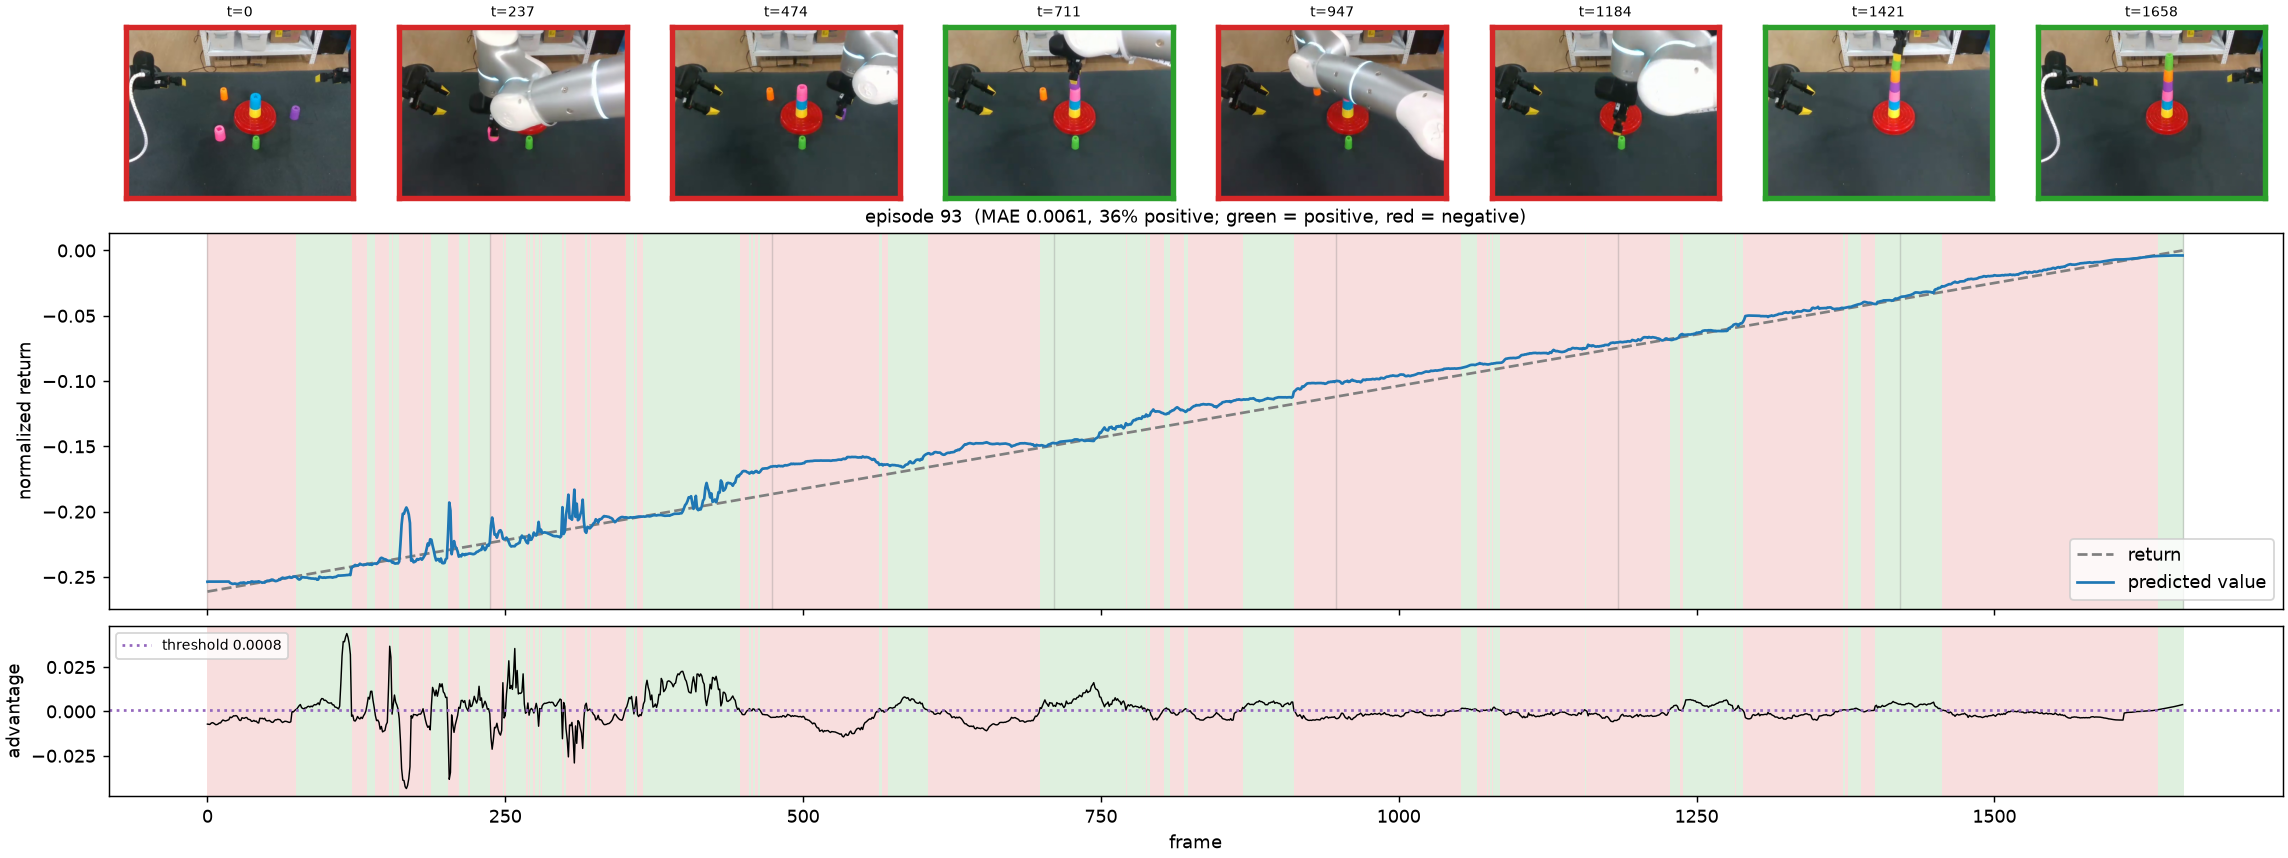 t=0 t=237 t=474 t=711 t=947 t=1184 t=1421 t=1658
episode 93 (MAE 0.0061, 36% positive; green = positive, red = negative)
normalized return
0.00
−0.05
−0.10
−0.15
−0.20
−0.25
return
predicted value
advantage
threshold 0.0008
0.025
0.000
−0.025
0 250 500 750 1000 1250 1500
frame